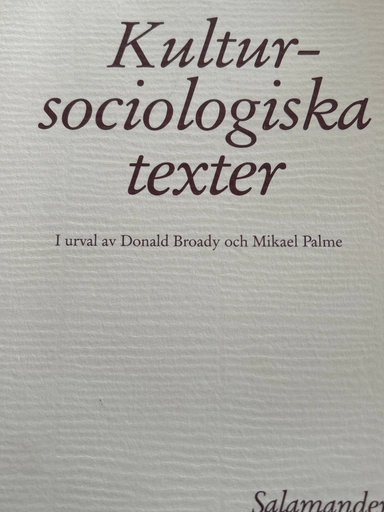 Kultur-
sociologiska
texter
I urval av Donald Broady och Mikael Palme
Salamander